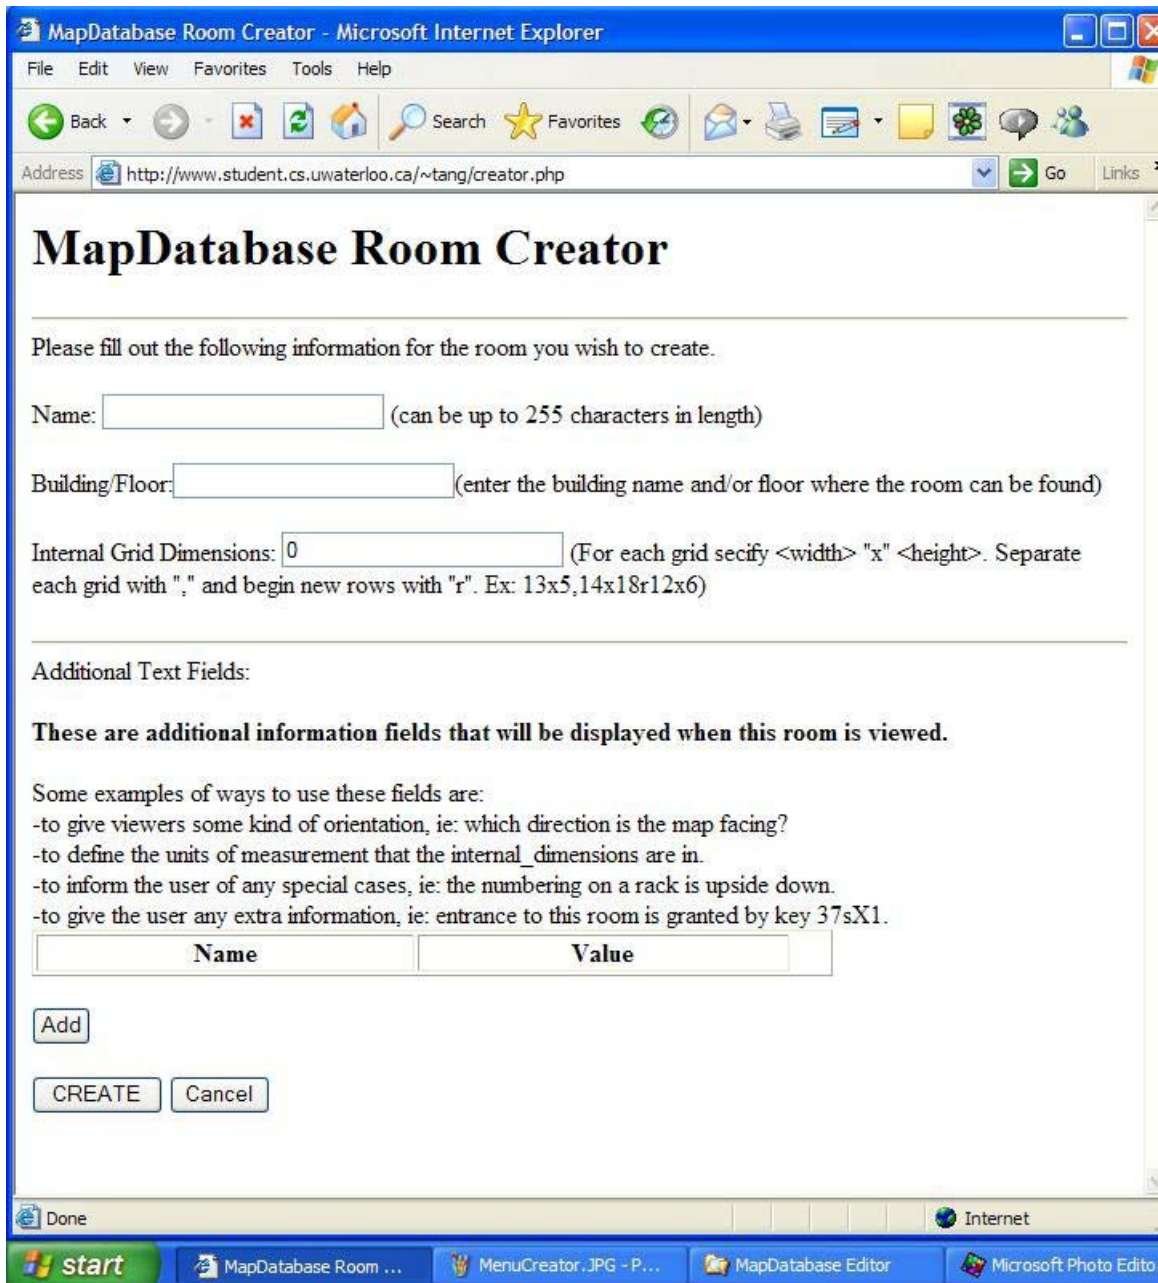 MapDatabase Room Creator - Microsoft Internet Explorer
File Edit View Favorites Tools Help
Back Search Favorites
Address http://www.student.cs.uwaterloo.ca/~tang/creator.php Go Links
MapDatabase Room Creator
Please fill out the following information for the room you wish to create.
Name: (can be up to 255 characters in length)
Building/Floor: (enter the building name and/or floor where the room can be found)
Internal Grid Dimensions: 0 (For each grid secify <width> "x" <height>. Separate
each grid with "," and begin new rows with "r". Ex: 13x5,14x18r12x6)
Additional Text Fields:
These are additional information fields that will be displayed when this room is viewed.
Some examples of ways to use these fields are:
-to give viewers some kind of orientation, ie: which direction is the map facing?
-to define the units of measurement that the internal_dimensions are in.
-to inform the user of any special cases, ie: the numbering on a rack is upside down.
-to give the user any extra information, ie: entrance to this room is granted by key 37sX1.
Name Value
Add
CREATE Cancel
Done Internet
start MapDatabase Room ... MenuCreator.JPG - P... MapDatabase Editor Microsoft Photo Edito